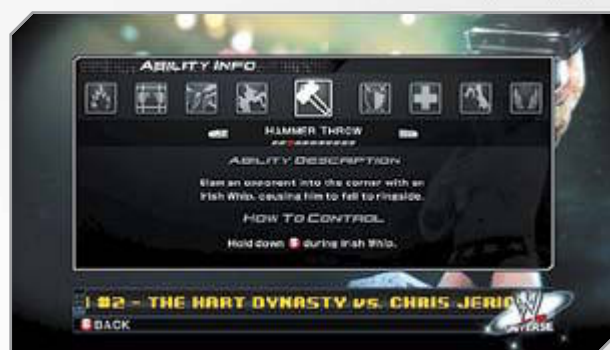 ABILITY INFO
HAMMER THROW
ABILITY DESCRIPTION
Slam an opponent into the corner with an
Irish Whip, causing him to fall to ringside.
HOW TO CONTROL
Hold down B during Irish Whip.
#2 - THE HART DYNASTY vs. CHRIS JERIC
B BACK
W
UNIVERSE